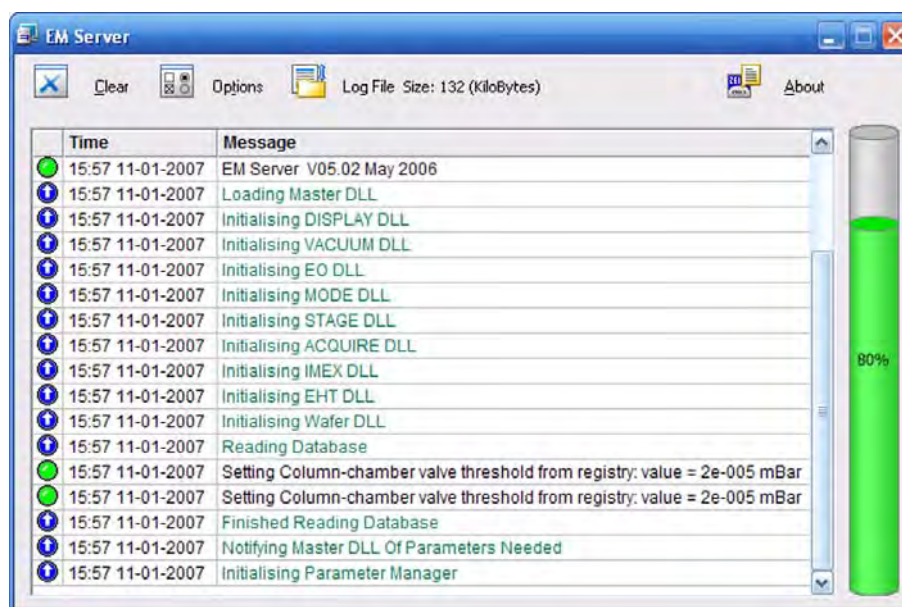 EM Server
Clear Options Log File Size: 132 (KiloBytes) About
Time Message
15:57 11-01-2007 EM Server V05.02 May 2006
15:57 11-01-2007 Loading Master DLL
15:57 11-01-2007 Initialising DISPLAY DLL
15:57 11-01-2007 Initialising VACUUM DLL
15:57 11-01-2007 Initialising EO DLL
15:57 11-01-2007 Initialising MODE DLL
15:57 11-01-2007 Initialising STAGE DLL
15:57 11-01-2007 Initialising ACQUIRE DLL
15:57 11-01-2007 Initialising IMEX DLL
15:57 11-01-2007 Initialising EHT DLL
15:57 11-01-2007 Initialising Wafer DLL
15:57 11-01-2007 Reading Database
15:57 11-01-2007 Setting Column-chamber valve threshold from registry: value = 2e-005 mBar
15:57 11-01-2007 Setting Column-chamber valve threshold from registry: value = 2e-005 mBar
15:57 11-01-2007 Finished Reading Database
15:57 11-01-2007 Notifying Master DLL Of Parameters Needed
15:57 11-01-2007 Initialising Parameter Manager
80%